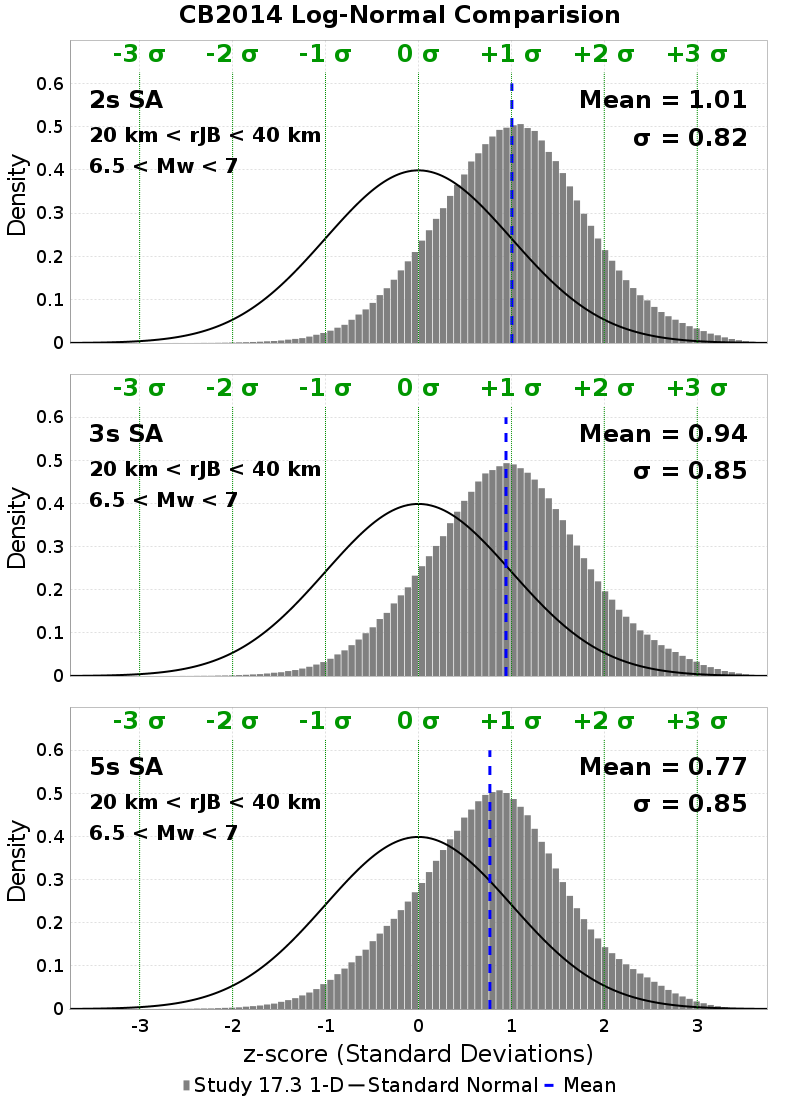 CB2014 Log-Normal Comparision
-3 σ -2 σ -1 σ 0 σ +1 σ +2 σ +3 σ
0.6
2s SA
Mean = 1.01
0.5
20 km < rJB < 40 km
σ = 0.82
6.5 < Mw < 7
0.4
0.3
0.2
0.1
0
Density
-3 σ -2 σ -1 σ 0 σ +1 σ +2 σ +3 σ
0.6
3s SA
Mean = 0.94
0.5
20 km < rJB < 40 km
σ = 0.85
6.5 < Mw < 7
0.4
0.3
0.2
0.1
0
Density
-3 σ -2 σ -1 σ 0 σ +1 σ +2 σ +3 σ
0.6
5s SA
Mean = 0.77
0.5
20 km < rJB < 40 km
σ = 0.85
6.5 < Mw < 7
0.4
0.3
0.2
0.1
0
Density
-3 -2 -1 0 1 2 3
z-score (Standard Deviations)
Study 17.3 1-D Standard Normal Mean